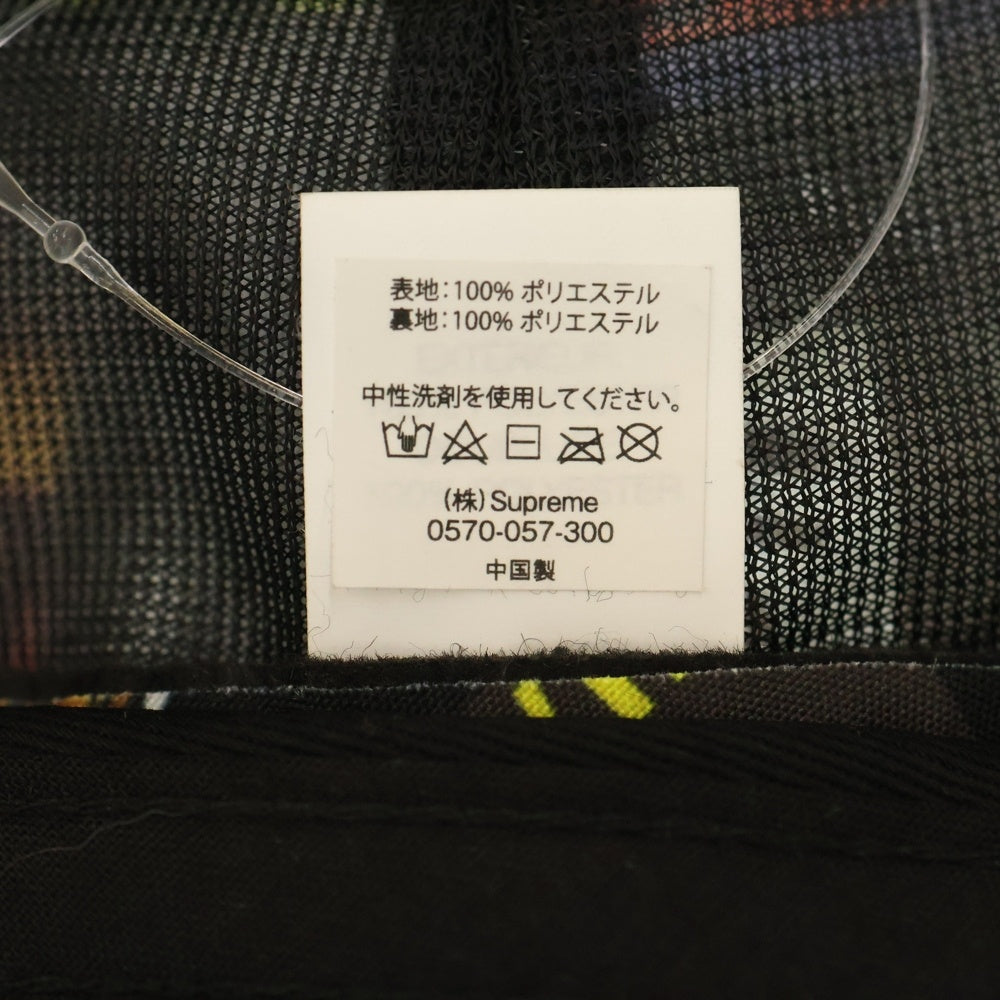 表地:100% ポリエステル
裏地:100% ポリエステル
中性洗剤を使用してください。
(株) Supreme
0570-057-300
中国製